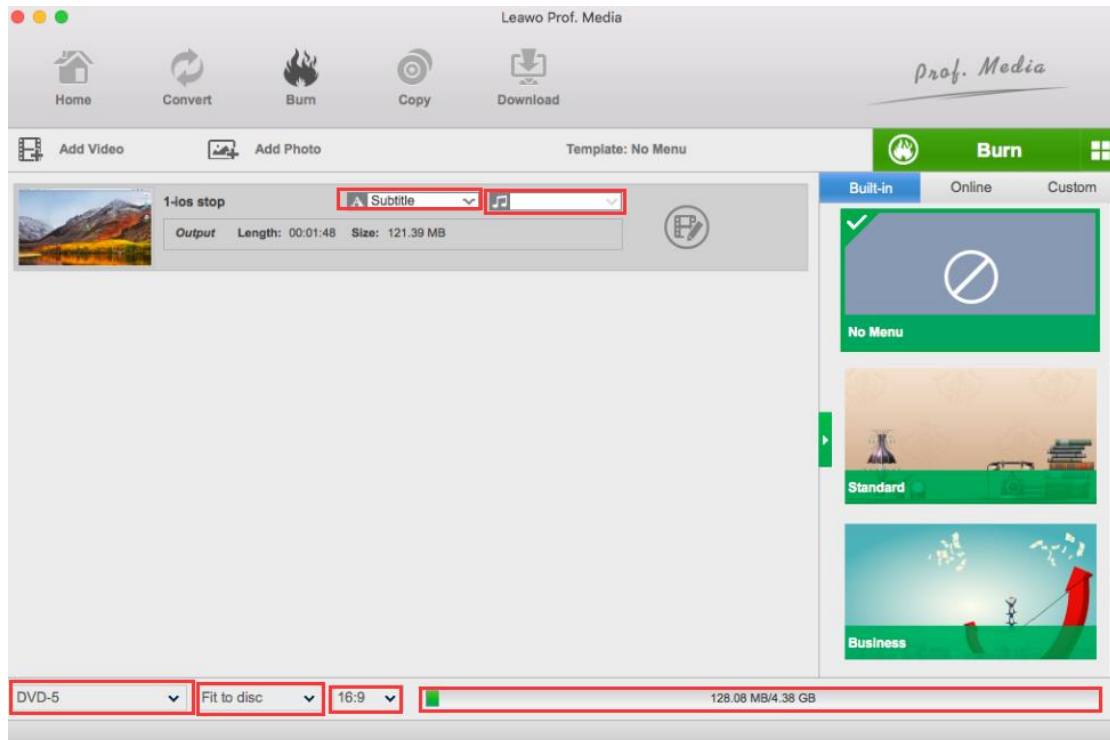 Leawo Prof. Media
Home Convert Burn Copy Download
Prof. Media
Add Video Add Photo Template: No Menu Burn
Built-in Online Custom
1-ios stop A Subtitle
Output Length: 00:01:48 Size: 121.39 MB
No Menu
Standard
Business
DVD-5 Fit to disc 16:9 128.08 MB/4.38 GB